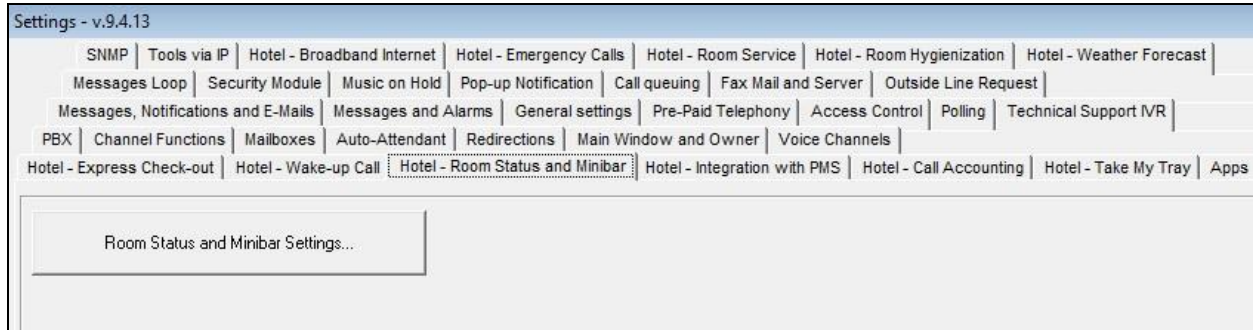 Settings - v.9.4.13
SNMP Tools via IP Hotel - Broadband Internet Hotel - Emergency Calls Hotel - Room Service Hotel - Room Hygienization Hotel - Weather Forecast
Messages Loop Security Module Music on Hold Pop-up Notification Call queuing Fax Mail and Server Outside Line Request
Messages, Notifications and E-Mails Messages and Alarms General settings Pre-Paid Telephony Access Control Polling Technical Support IVR
PBX Channel Functions Mailboxes Auto-Attendant Redirections Main Window and Owner Voice Channels
Hotel - Express Check-out Hotel - Wake-up Call Hotel - Room Status and Minibar Hotel - Integration with PMS Hotel - Call Accounting Hotel - Take My Tray Apps
Room Status and Minibar Settings...